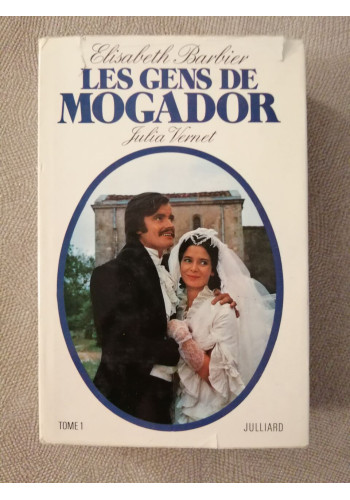 Elisabeth Barbier
LES GENS DE
MOGADOR
Julia Vernet
TOME 1
JULLIARD